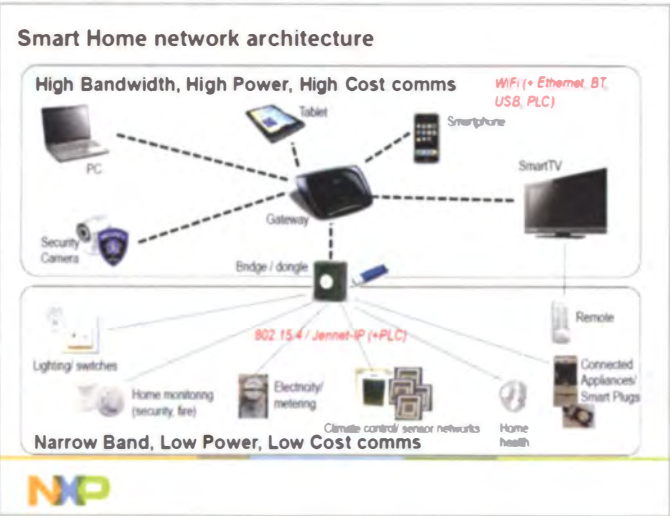 Smart Home network architecture
High Bandwidth, High Power, High Cost comms
WiFi (+ Ethernet, BT,
USB, PLC)
Tablet
Smartphone
PC
SmartTV
Gateway
Security
Camera
Bridge / dongle
802.15.4 / Jennet-IP (+PLC)
Remote
Lighting/ switches
Home monitoring
(security, fire)
Electricity/
metering
Climate control/ sensor networks
Home
health
Connected
Appliances/
Smart Plugs
Narrow Band, Low Power, Low Cost comms
NXP